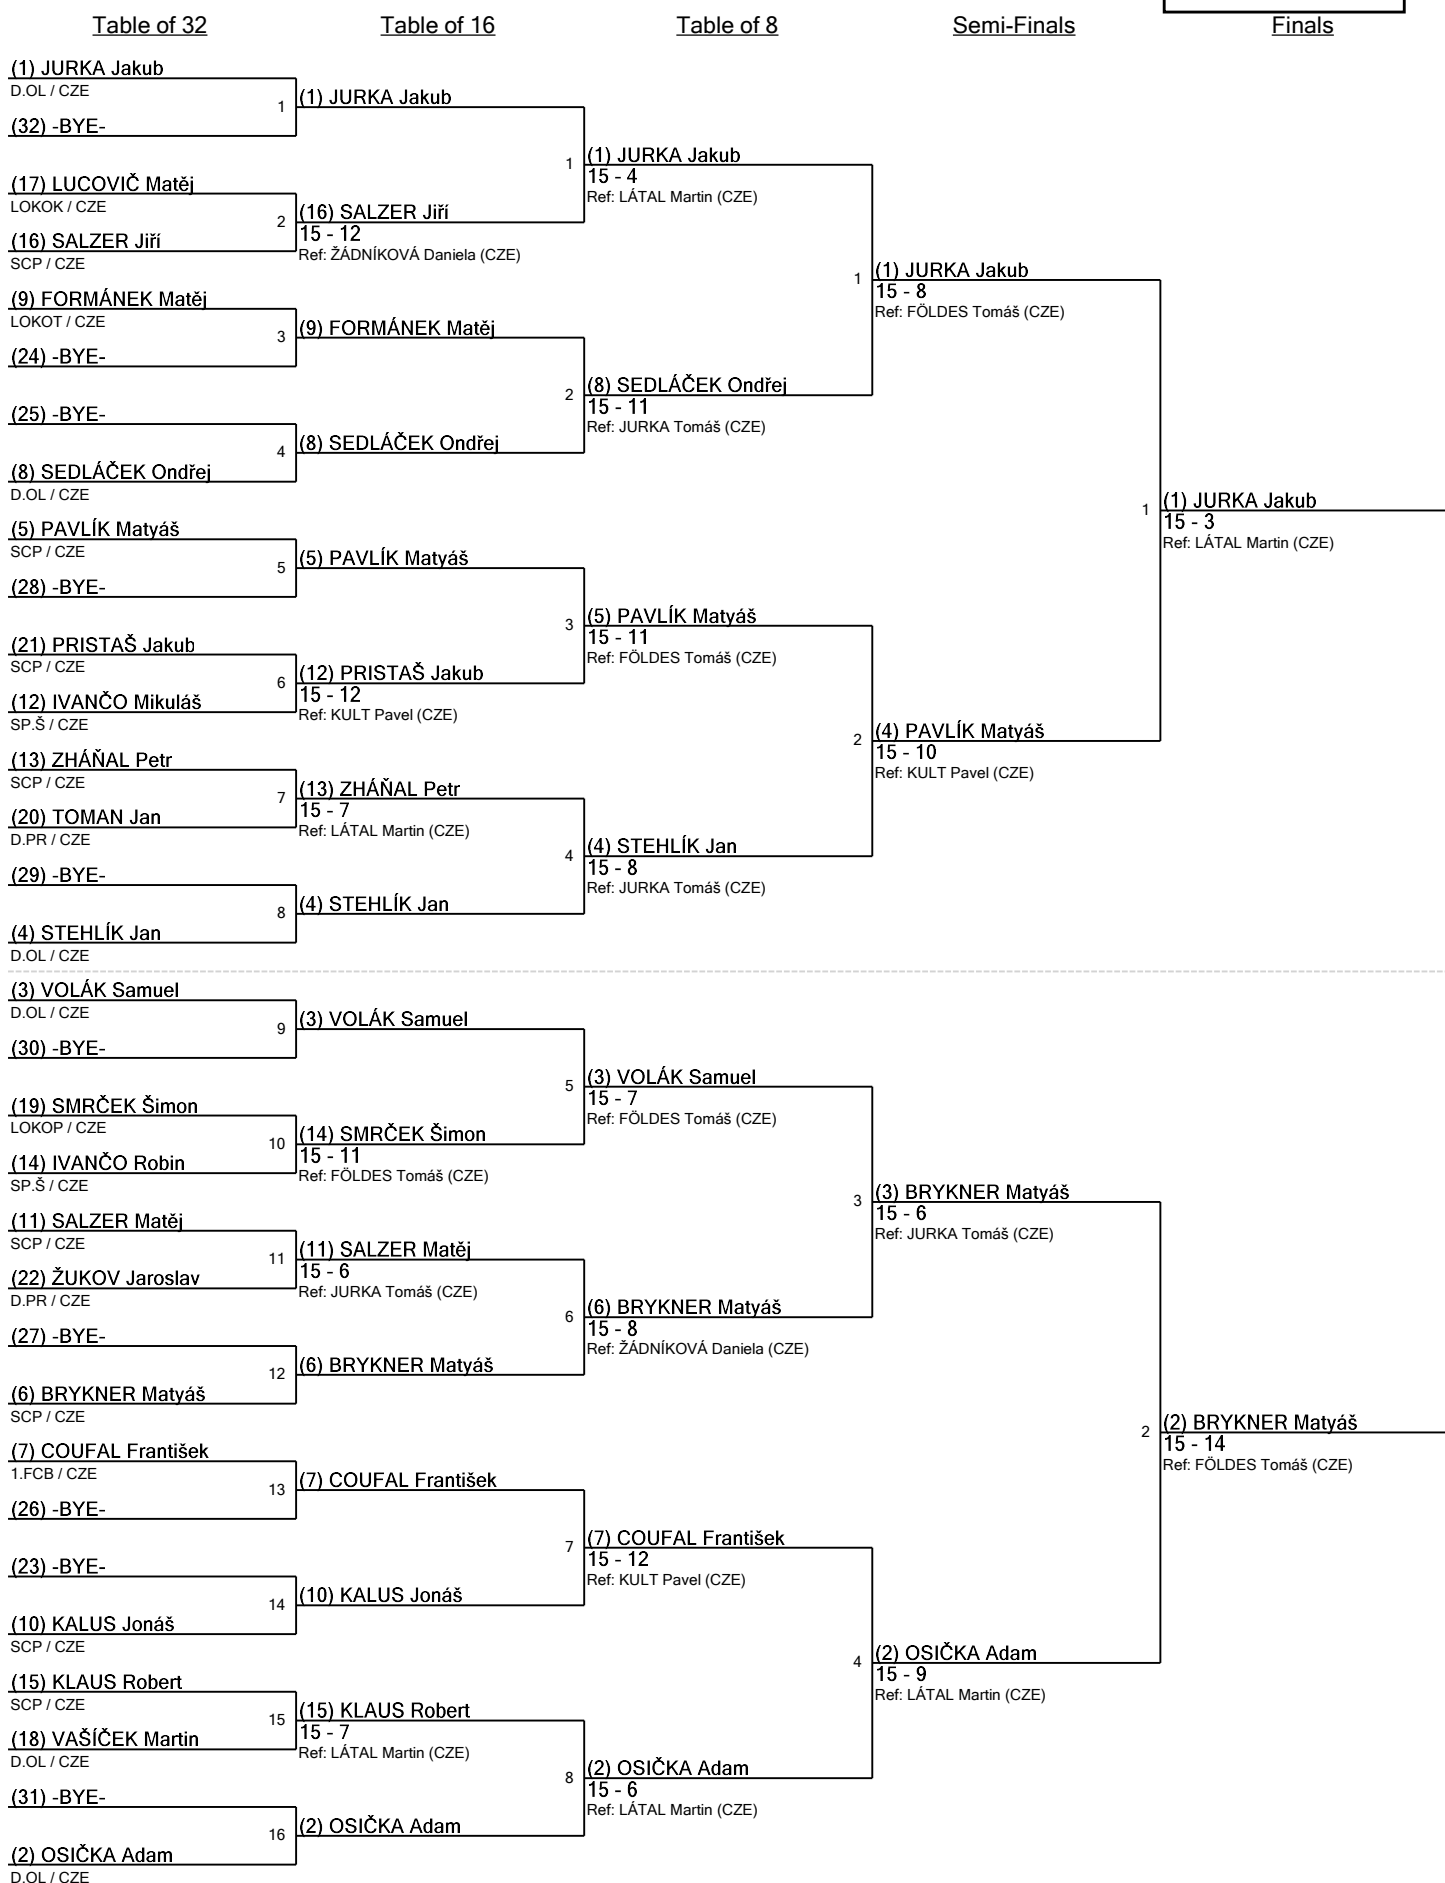 Table of 32
Table of 16
Table of 8
Semi-Finals
Finals
(1) JURKA Jakub
D.OL / CZE
1
(32) -BYE-
(17) LUCOVIČ Matěj
LOKOK / CZE
2
(16) SALZER Jiří
SCP / CZE
(9) FORMÁNEK Matěj
LOKOT / CZE
3
(24) -BYE-
(25) -BYE-
4
(8) SEDLÁČEK Ondřej
D.OL / CZE
(5) PAVLÍK Matyáš
SCP / CZE
5
(28) -BYE-
(21) PRISTAŠ Jakub
SCP / CZE
6
(12) IVANČO Mikuláš
SP.Š / CZE
(13) ZHÁŇAL Petr
SCP / CZE
7
(20) TOMAN Jan
D.PR / CZE
(29) -BYE-
8
(4) STEHLÍK Jan
D.OL / CZE
(3) VOLÁK Samuel
D.OL / CZE
9
(30) -BYE-
(19) SMRČEK Šimon
LOKOP / CZE
10
(14) IVANČO Robin
SP.Š / CZE
(11) SALZER Matěj
SCP / CZE
11
(22) ŽUKOV Jaroslav
D.PR / CZE
(27) -BYE-
12
(6) BRYKNER Matyáš
SCP / CZE
(7) COUFAL František
1.FCB / CZE
13
(26) -BYE-
(23) -BYE-
14
(10) KALUS Jonáš
SCP / CZE
(15) KLAUS Robert
SCP / CZE
15
(18) VAŠÍČEK Martin
D.OL / CZE
(31) -BYE-
16
(2) OSIČKA Adam
D.OL / CZE
(1) JURKA Jakub
1
(16) SALZER Jiří
15 - 12
Ref: ŽÁDNÍKOVÁ Daniela (CZE)
(9) FORMÁNEK Matěj
2
(8) SEDLÁČEK Ondřej
(5) PAVLÍK Matyáš
3
(12) PRISTAŠ Jakub
15 - 12
Ref: KULT Pavel (CZE)
(13) ZHÁŇAL Petr
15 - 7
Ref: LÁTAL Martin (CZE)
4
(4) STEHLÍK Jan
(3) VOLÁK Samuel
5
(14) SMRČEK Šimon
15 - 11
Ref: FÖLDES Tomáš (CZE)
(11) SALZER Matěj
15 - 6
Ref: JURKA Tomáš (CZE)
6
(6) BRYKNER Matyáš
(7) COUFAL František
7
(10) KALUS Jonáš
(15) KLAUS Robert
15 - 7
Ref: LÁTAL Martin (CZE)
8
(2) OSIČKA Adam
(1) JURKA Jakub
15 - 4
Ref: LÁTAL Martin (CZE)
1
(8) SEDLÁČEK Ondřej
15 - 11
Ref: JURKA Tomáš (CZE)
(5) PAVLÍK Matyáš
15 - 11
Ref: FÖLDES Tomáš (CZE)
2
(4) STEHLÍK Jan
15 - 8
Ref: JURKA Tomáš (CZE)
(3) VOLÁK Samuel
15 - 7
Ref: FÖLDES Tomáš (CZE)
3
(6) BRYKNER Matyáš
15 - 8
Ref: ŽÁDNÍKOVÁ Daniela (CZE)
(7) COUFAL František
15 - 12
Ref: KULT Pavel (CZE)
4
(2) OSIČKA Adam
15 - 6
Ref: LÁTAL Martin (CZE)
(1) JURKA Jakub
15 - 8
Ref: FÖLDES Tomáš (CZE)
1
(4) PAVLÍK Matyáš
15 - 10
Ref: KULT Pavel (CZE)
(3) BRYKNER Matyáš
15 - 6
Ref: JURKA Tomáš (CZE)
2
(2) OSIČKA Adam
15 - 9
Ref: LÁTAL Martin (CZE)
(1) JURKA Jakub
15 - 3
Ref: LÁTAL Martin (CZE)
(2) BRYKNER Matyáš
15 - 14
Ref: FÖLDES Tomáš (CZE)